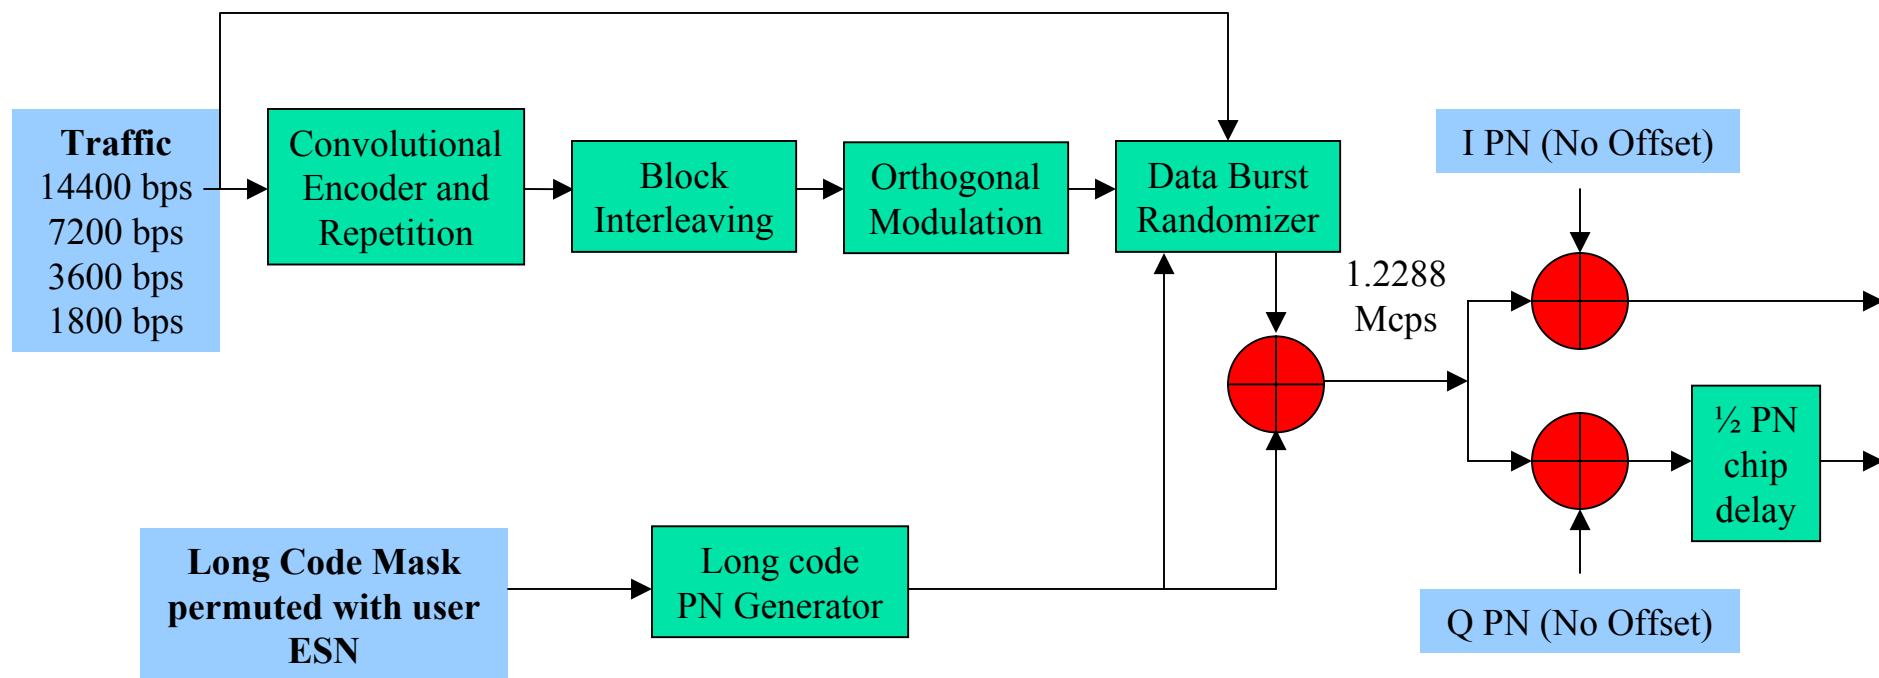 Traffic
14400 bps
7200 bps
3600 bps
1800 bps
Convolutional
Encoder and
Repetition
Block
Interleaving
Orthogonal
Modulation
Data Burst
Randomizer
1.2288
Mcps
I PN (No Offset)
½ PN
chip
delay
Q PN (No Offset)
Long Code Mask
permuted with user
ESN
Long code
PN Generator